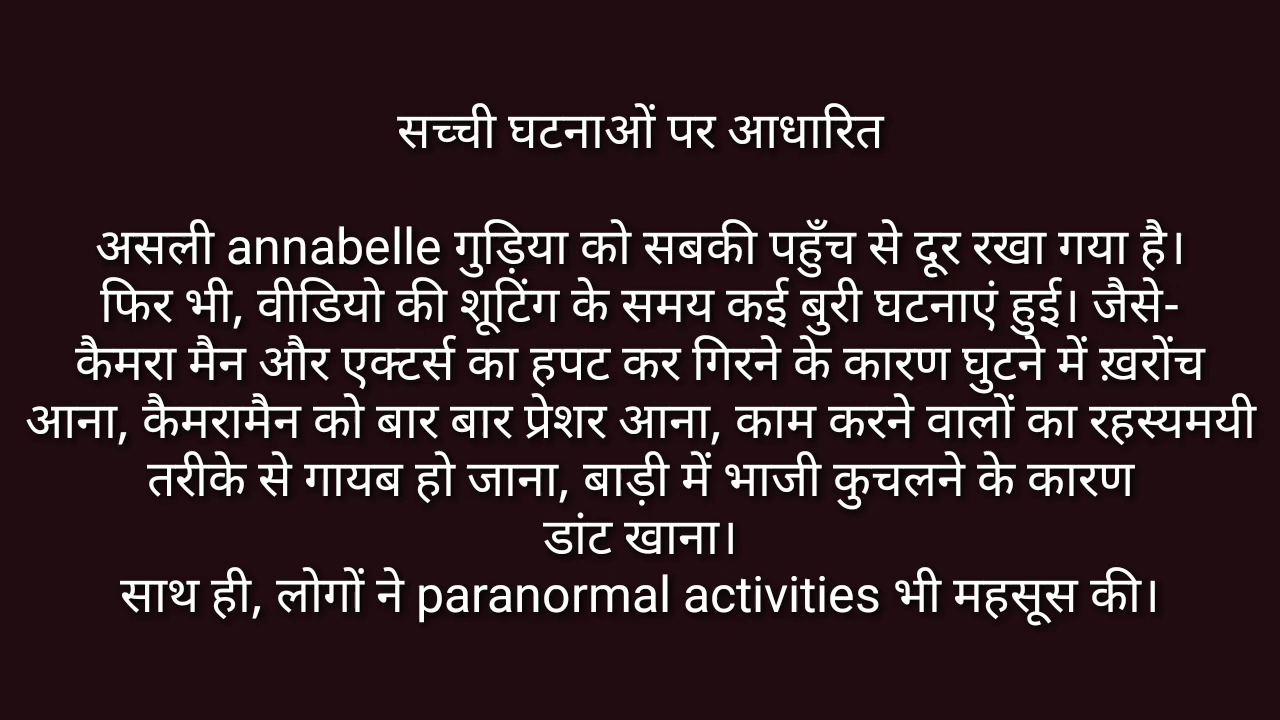 सच्ची घटनाओं पर आधारित
असली annabelle गुड़िया को सबकी पहुँच से दूर रखा गया है।
फिर भी, वीडियो की शूटिंग के समय कई बुरी घटनाएं हुई। जैसे-
कैमरा मैन और एक्टर्स का हपट कर गिरने के कारण घुटने में ख़रोंच
आना, कैमरामैन को बार बार प्रेशर आना, काम करने वालों का रहस्यमयी
तरीके से गायब हो जाना, बाड़ी में भाजी कुचलने के कारण
डांट खाना।
साथ ही, लोगों ने paranormal activities भी महसूस की।